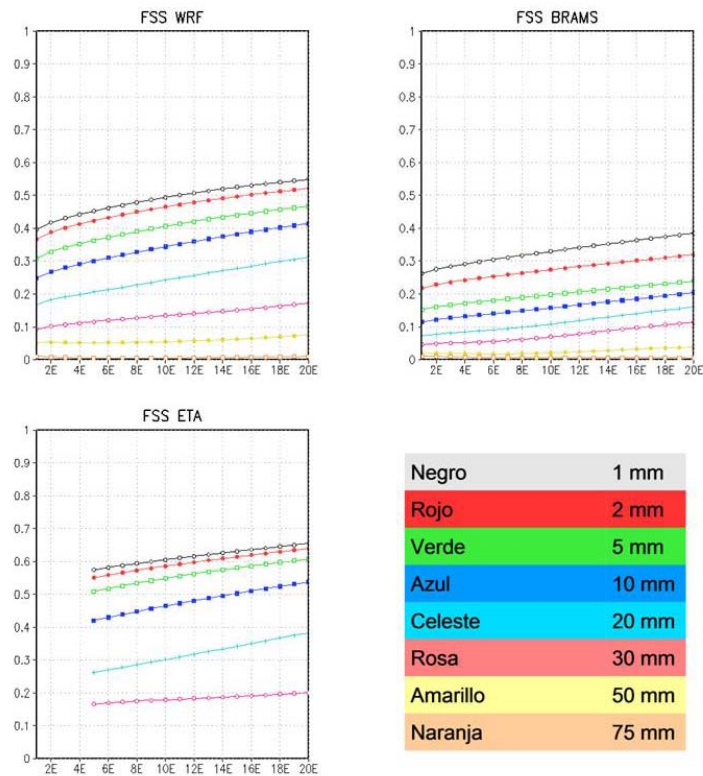 FSS WRF
1
0.9
0.8
0.7
0.6
0.5
0.4
0.3
0.2
0.1
0
2E 4E 6E 8E 10E 12E 14E 16E 18E 20E
FSS BRAMS
1
0.9
0.8
0.7
0.6
0.5
0.4
0.3
0.2
0.1
0
2E 4E 6E 8E 10E 12E 14E 16E 18E 20E
FSS ETA
1
0.9
0.8
0.7
0.6
0.5
0.4
0.3
0.2
0.1
0
2E 4E 6E 8E 10E 12E 14E 16E 18E 20E
Negro 1 mm
Rojo 2 mm
Verde 5 mm
Azul 10 mm
Celeste 20 mm
Rosa 30 mm
Amarillo 50 mm
Naranja 75 mm